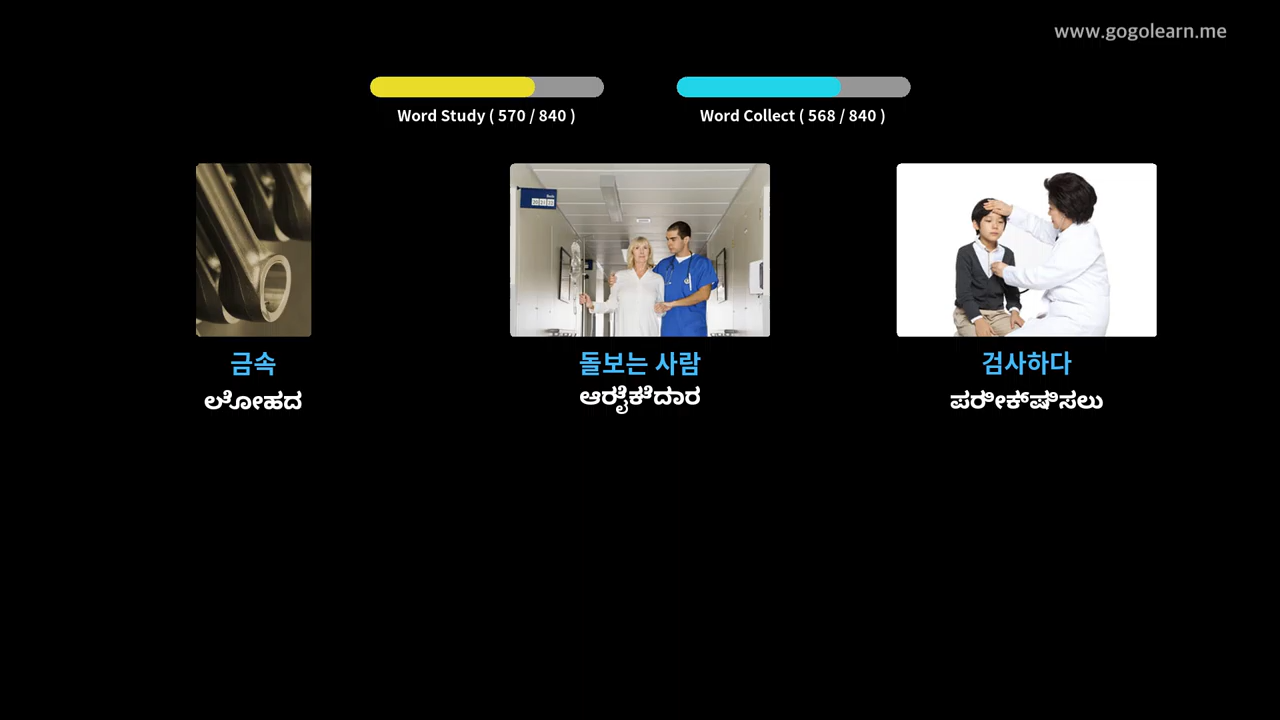 www.gogolearn.me
Word Study ( 570 / 840 )
Word Collect ( 568 / 840 )
금속
돌보는 사람
검사하다
ಲೋಹದ
ಆರೈಕೆದಾರ
ಪರೀಕ್ಷಿಸಲು